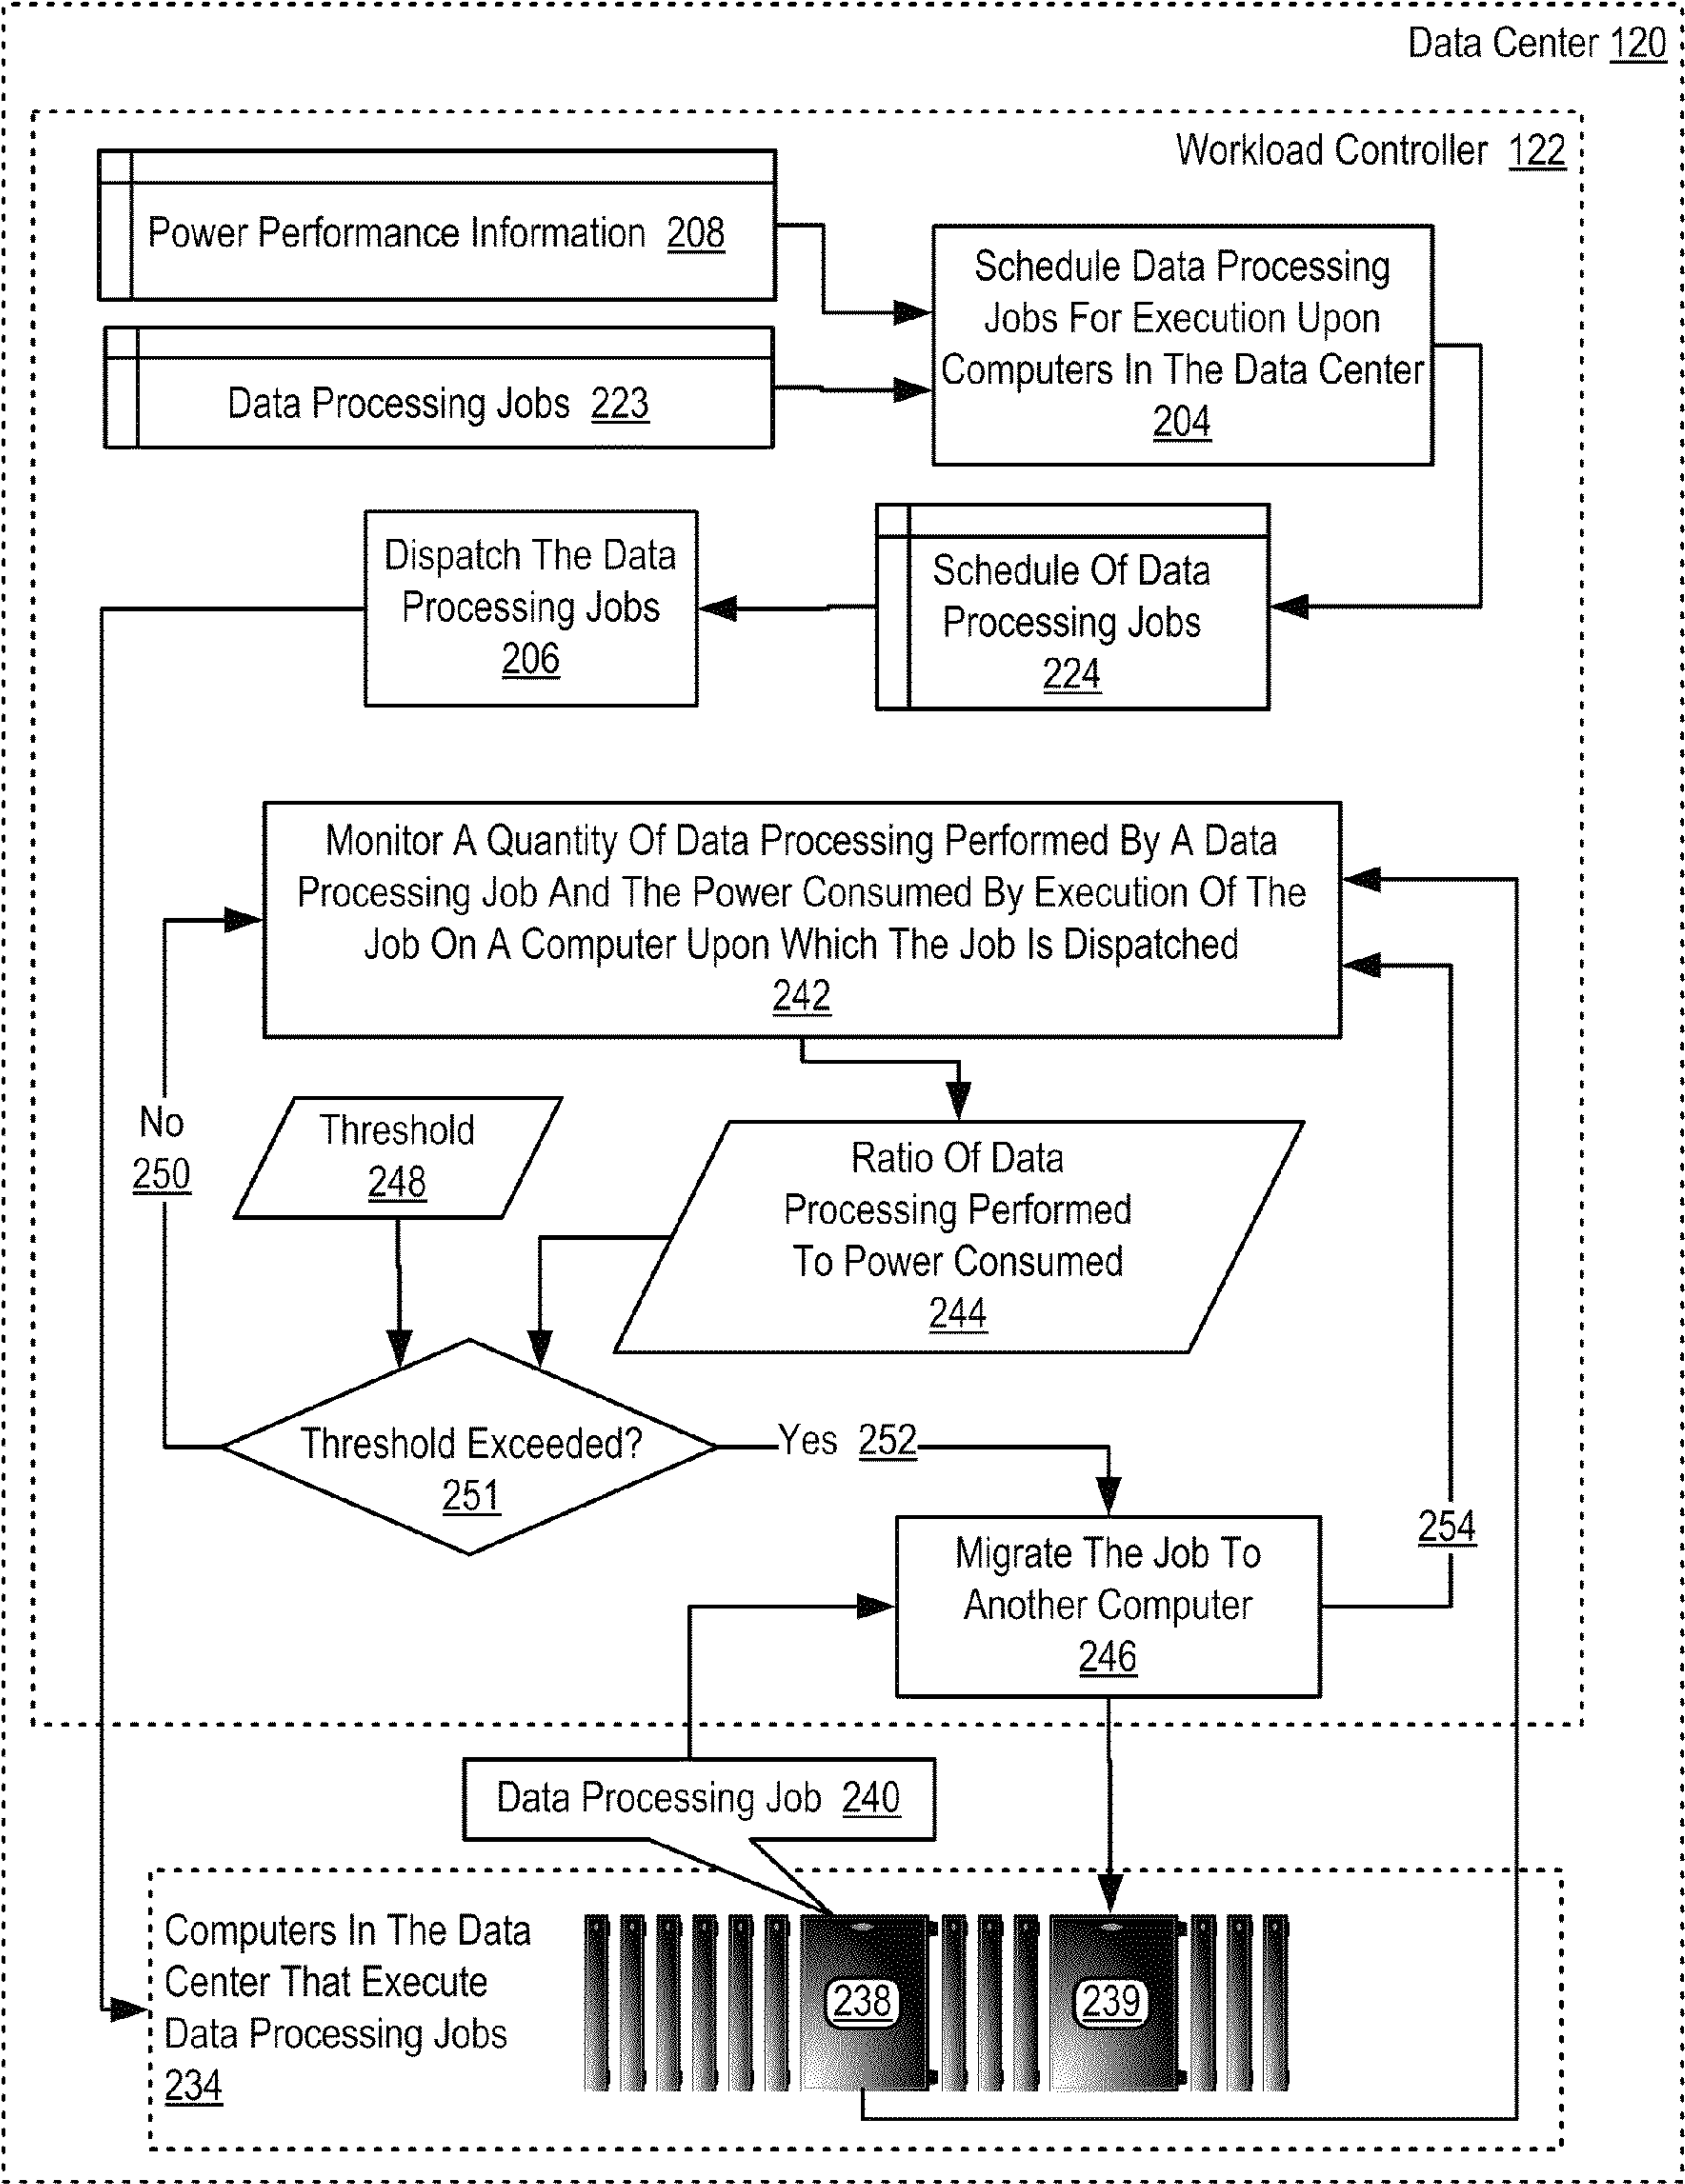 Data Center 120
Workload Controller 122
Power Performance Information 208
Data Processing Jobs 223
Schedule Data Processing
Jobs For Execution Upon
Computers In The Data Center
204
Dispatch The Data
Processing Jobs
206
Schedule Of Data
Processing Jobs
224
Monitor A Quantity Of Data Processing Performed By A Data
Processing Job And The Power Consumed By Execution Of The
Job On A Computer Upon Which The Job Is Dispatched
242
No
250
Threshold
248
Ratio Of Data
Processing Performed
To Power Consumed
244
Threshold Exceeded?
251
Yes 252
Migrate The Job To
Another Computer
246
254
Data Processing Job 240
Computers In The Data
Center That Execute
Data Processing Jobs
234
238
239